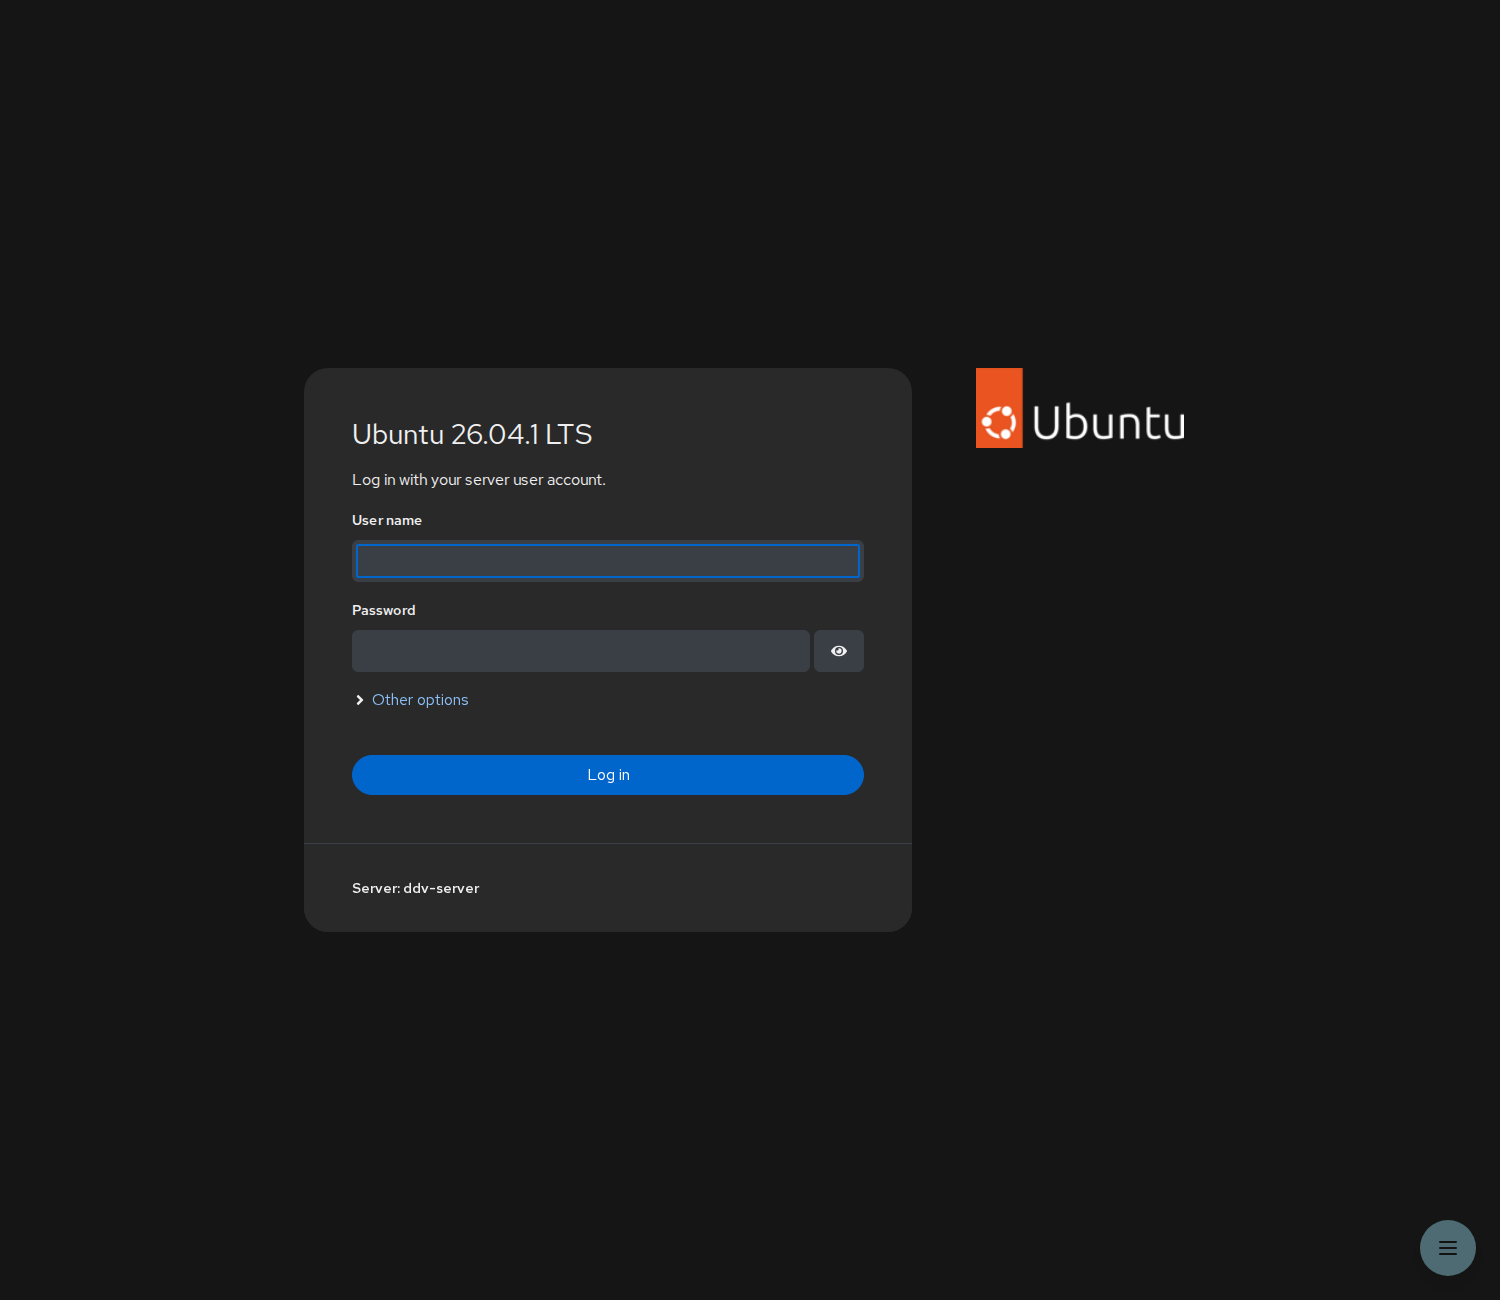 Ubuntu 26.04.1 LTS
Log in with your server user account.
User name
Password
Other options
Log in
Server: ddv-server
Ubuntu